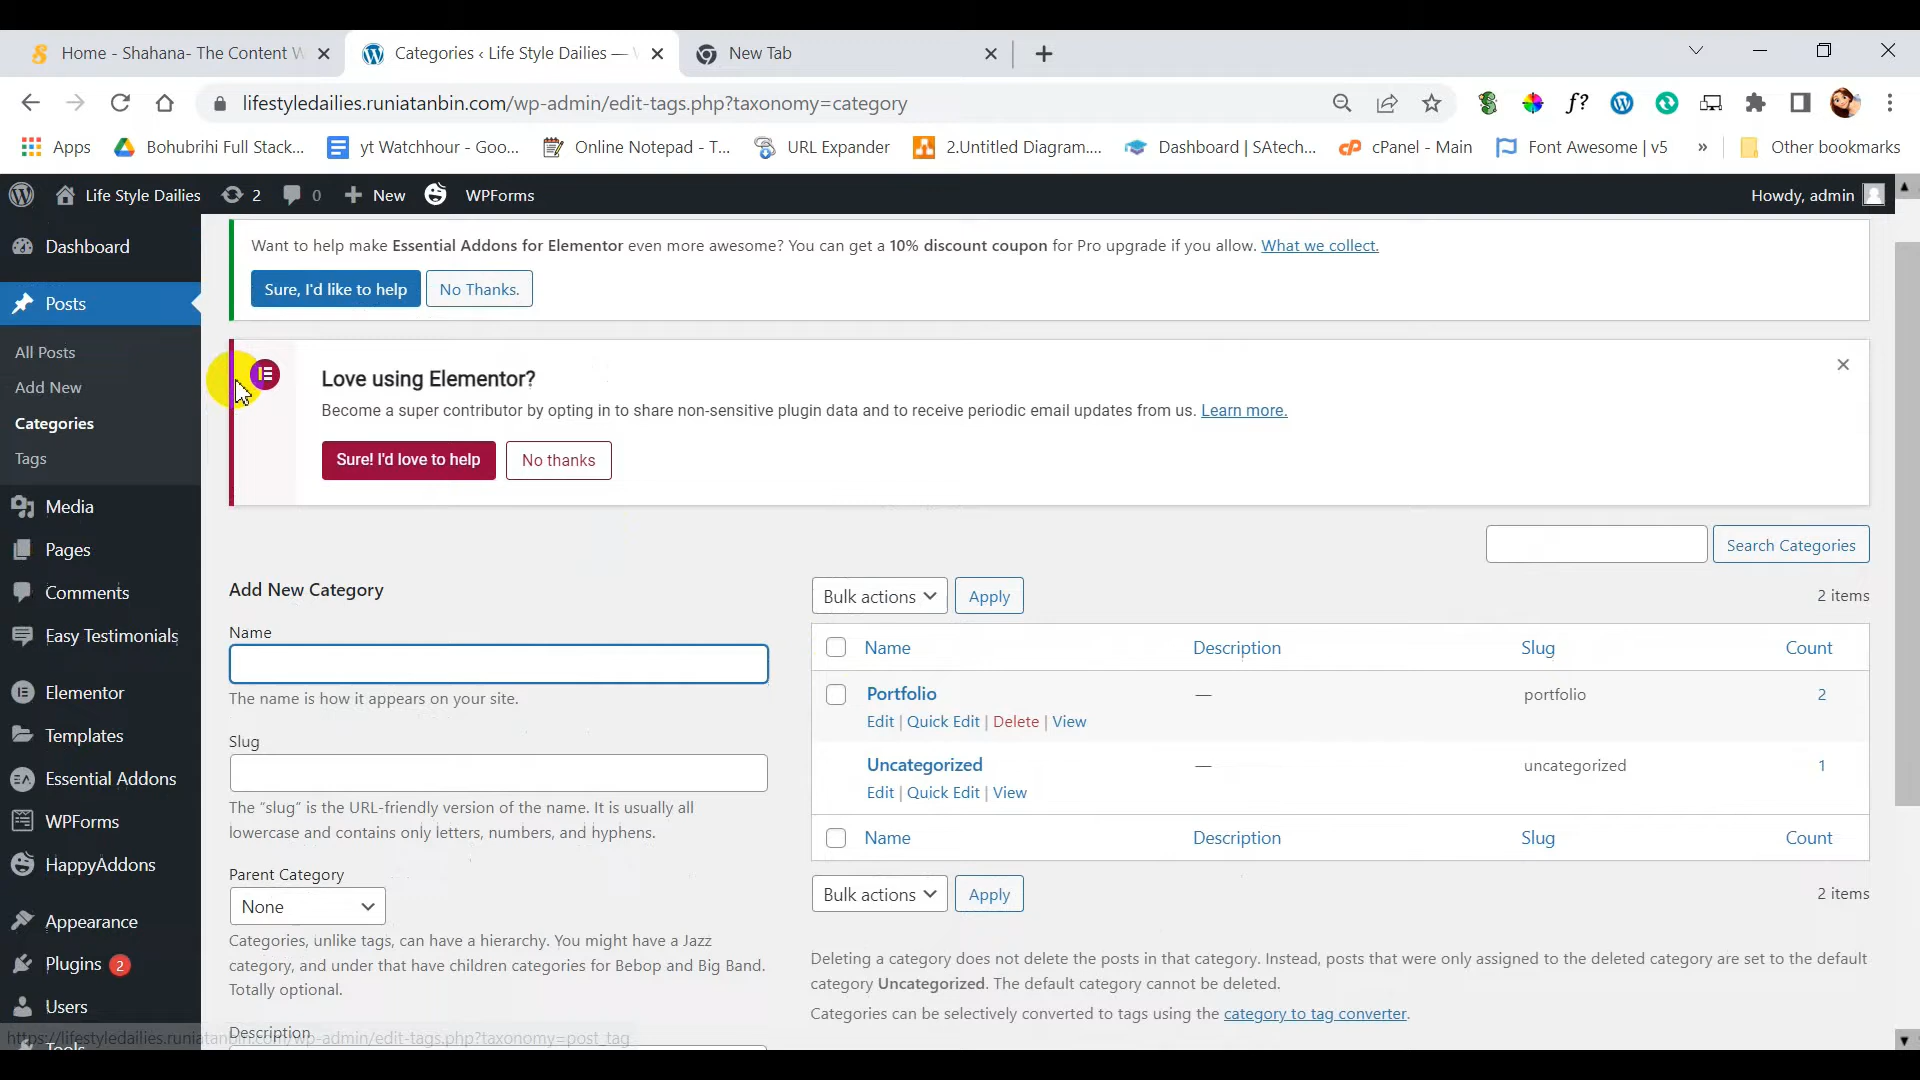 Home - Shahana- The Content W
Categories ‹ Life Style Dailies — W
New Tab
lifestyledailies.runiatanbin.com/wp-admin/edit-tags.php?taxonomy=category
Apps
Bohubrihi Full Stack...
yt Watchhour - Goo...
Online Notepad - T...
URL Expander
2.Untitled Diagram....
Dashboard | SAtech...
cPanel - Main
Font Awesome | v5
»
Other bookmarks
Life Style Dailies
2
0
New
WPForms
Howdy, admin
Dashboard
Posts
All Posts
Add New
Categories
Tags
Media
Pages
Comments
Easy Testimonials
Elementor
Templates
Essential Addons
WPForms
HappyAddons
Appearance
Plugins 2
Users
Tools
Want to help make Essential Addons for Elementor even more awesome? You can get a 10% discount coupon for Pro upgrade if you allow. What we collect.
Sure, I'd like to help
No Thanks.
Love using Elementor?
Become a super contributor by opting in to share non-sensitive plugin data and to receive periodic email updates from us. Learn more.
Sure! I'd love to help
No thanks
Search Categories
Add New Category
Name
The name is how it appears on your site.
Slug
The “slug” is the URL-friendly version of the name. It is usually all
lowercase and contains only letters, numbers, and hyphens.
Parent Category
None
Categories, unlike tags, can have a hierarchy. You might have a Jazz
category, and under that have children categories for Bebop and Big Band.
Totally optional.
Description
Bulk actions
Apply
2 items
Name Description Slug Count
Portfolio — portfolio 2
Edit | Quick Edit | Delete | View
Uncategorized — uncategorized 1
Edit | Quick Edit | View
Name Description Slug Count
Bulk actions
Apply
2 items
Deleting a category does not delete the posts in that category. Instead, posts that were only assigned to the deleted category are set to the default
category Uncategorized. The default category cannot be deleted.
Categories can be selectively converted to tags using the category to tag converter.
https://lifestyledailies.runiatanbin.com/wp-admin/edit-tags.php?taxonomy=post_tag